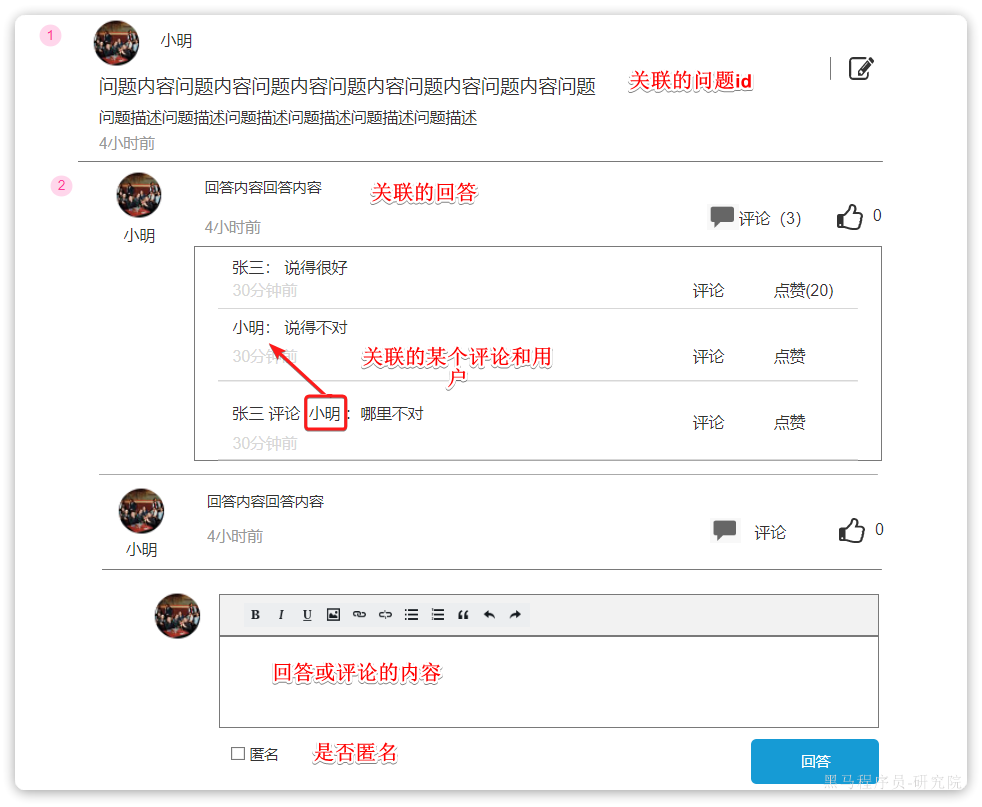 1
小明
问题内容问题内容问题内容问题内容问题内容问题内容问题
关联的问题id
问题描述问题描述问题描述问题描述问题描述问题描述
4小时前
2
回答内容回答内容
关联的回答
小明
4小时前
评论（3）
0
张三： 说得很好
30分钟前
评论
点赞(20)
小明： 说得不对
30分钟前
关联的某个评论和用
户
评论
点赞
张三 评论 小明 ：哪里不对
30分钟前
评论
点赞
回答内容回答内容
小明
4小时前
评论
0
B I U
回答或评论的内容
匿名
是否匿名
回答
黑马程序员-研究院